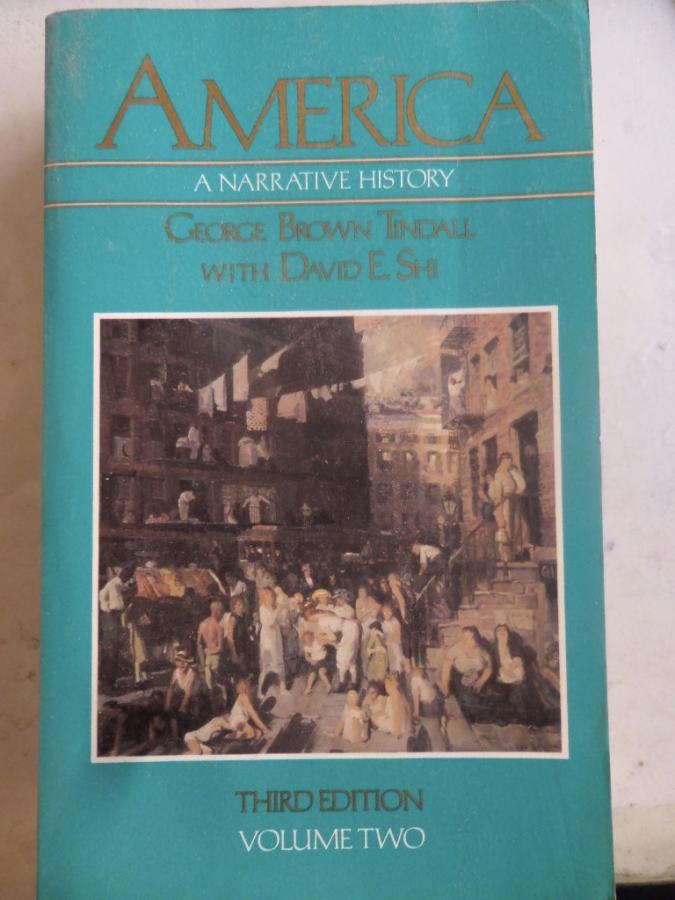 AMERICA
A NARRATIVE HISTORY
GEORGE BROWN TINDALL
WITH DAVID E. SHI
THIRD EDITION
VOLUME TWO